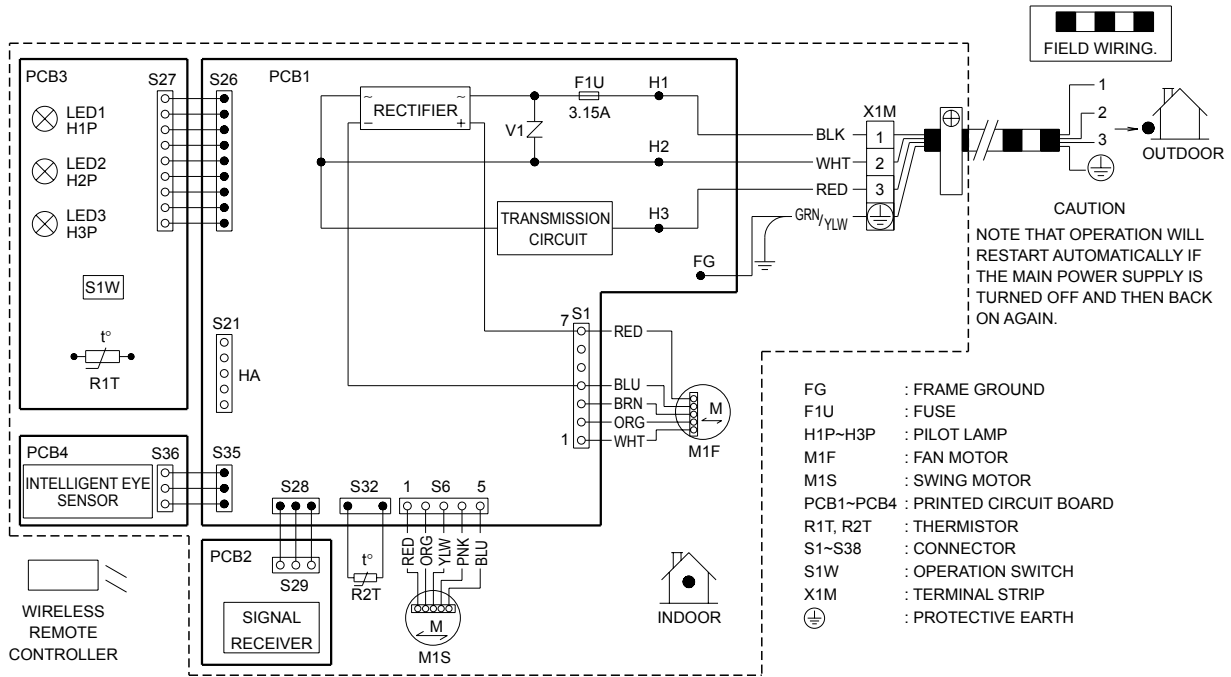 FIELD WIRING.
PCB3
S27
S26
PCB1
LED1
H1P
LED2
H2P
LED3
H3P
S1W
t°
R1T
S21
HA
RECTIFIER
~
~
−
+
V1
F1U
3.15A
H1
H2
H3
TRANSMISSION
CIRCUIT
FG
BLK
WHT
RED
GRN/YLW
X1M
1
2
3
1
2
3
OUTDOOR
CAUTION
NOTE THAT OPERATION WILL
RESTART AUTOMATICALLY IF
THE MAIN POWER SUPPLY IS
TURNED OFF AND THEN BACK
ON AGAIN.
7
S1
1
RED
BLU
BRN
ORG
WHT
M
M1F
PCB4
S36
S35
INTELLIGENT EYE
SENSOR
S28
S32
1
S6
5
RED
ORG
YLW
PNK
BLU
PCB2
S29
SIGNAL
RECEIVER
t°
R2T
M
M1S
WIRELESS
REMOTE
CONTROLLER
INDOOR
FG : FRAME GROUND
F1U : FUSE
H1P~H3P : PILOT LAMP
M1F : FAN MOTOR
M1S : SWING MOTOR
PCB1~PCB4 : PRINTED CIRCUIT BOARD
R1T, R2T : THERMISTOR
S1~S38 : CONNECTOR
S1W : OPERATION SWITCH
X1M : TERMINAL STRIP
: PROTECTIVE EARTH